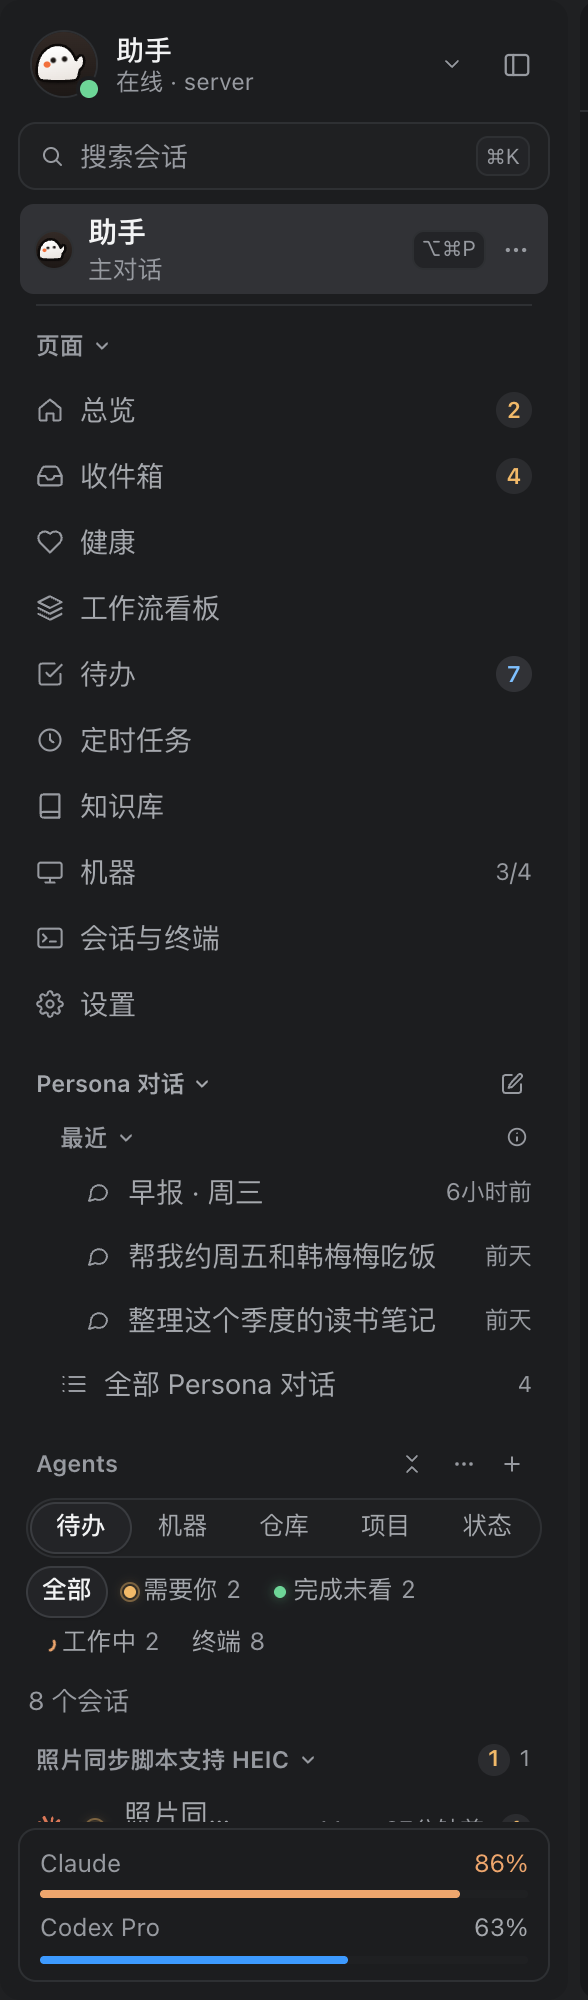 助手
在线 · server
搜索会话 ⌘K
助手
主对话 ⌥⌘P
页面
总览 2
收件箱 4
健康
工作流看板
待办 7
定时任务
知识库
机器 3/4
会话与终端
设置
Persona 对话
最近
早报 · 周三 6小时前
帮我约周五和韩梅梅吃饭 前天
整理这个季度的读书笔记 前天
全部 Persona 对话 4
Agents
待办 机器 仓库 项目 状态
全部 需要你 2 完成未看 2
工作中 2 终端 8
8 个会话
照片同步脚本支持 HEIC 1 1
照片同...
Claude 86%
Codex Pro 63%